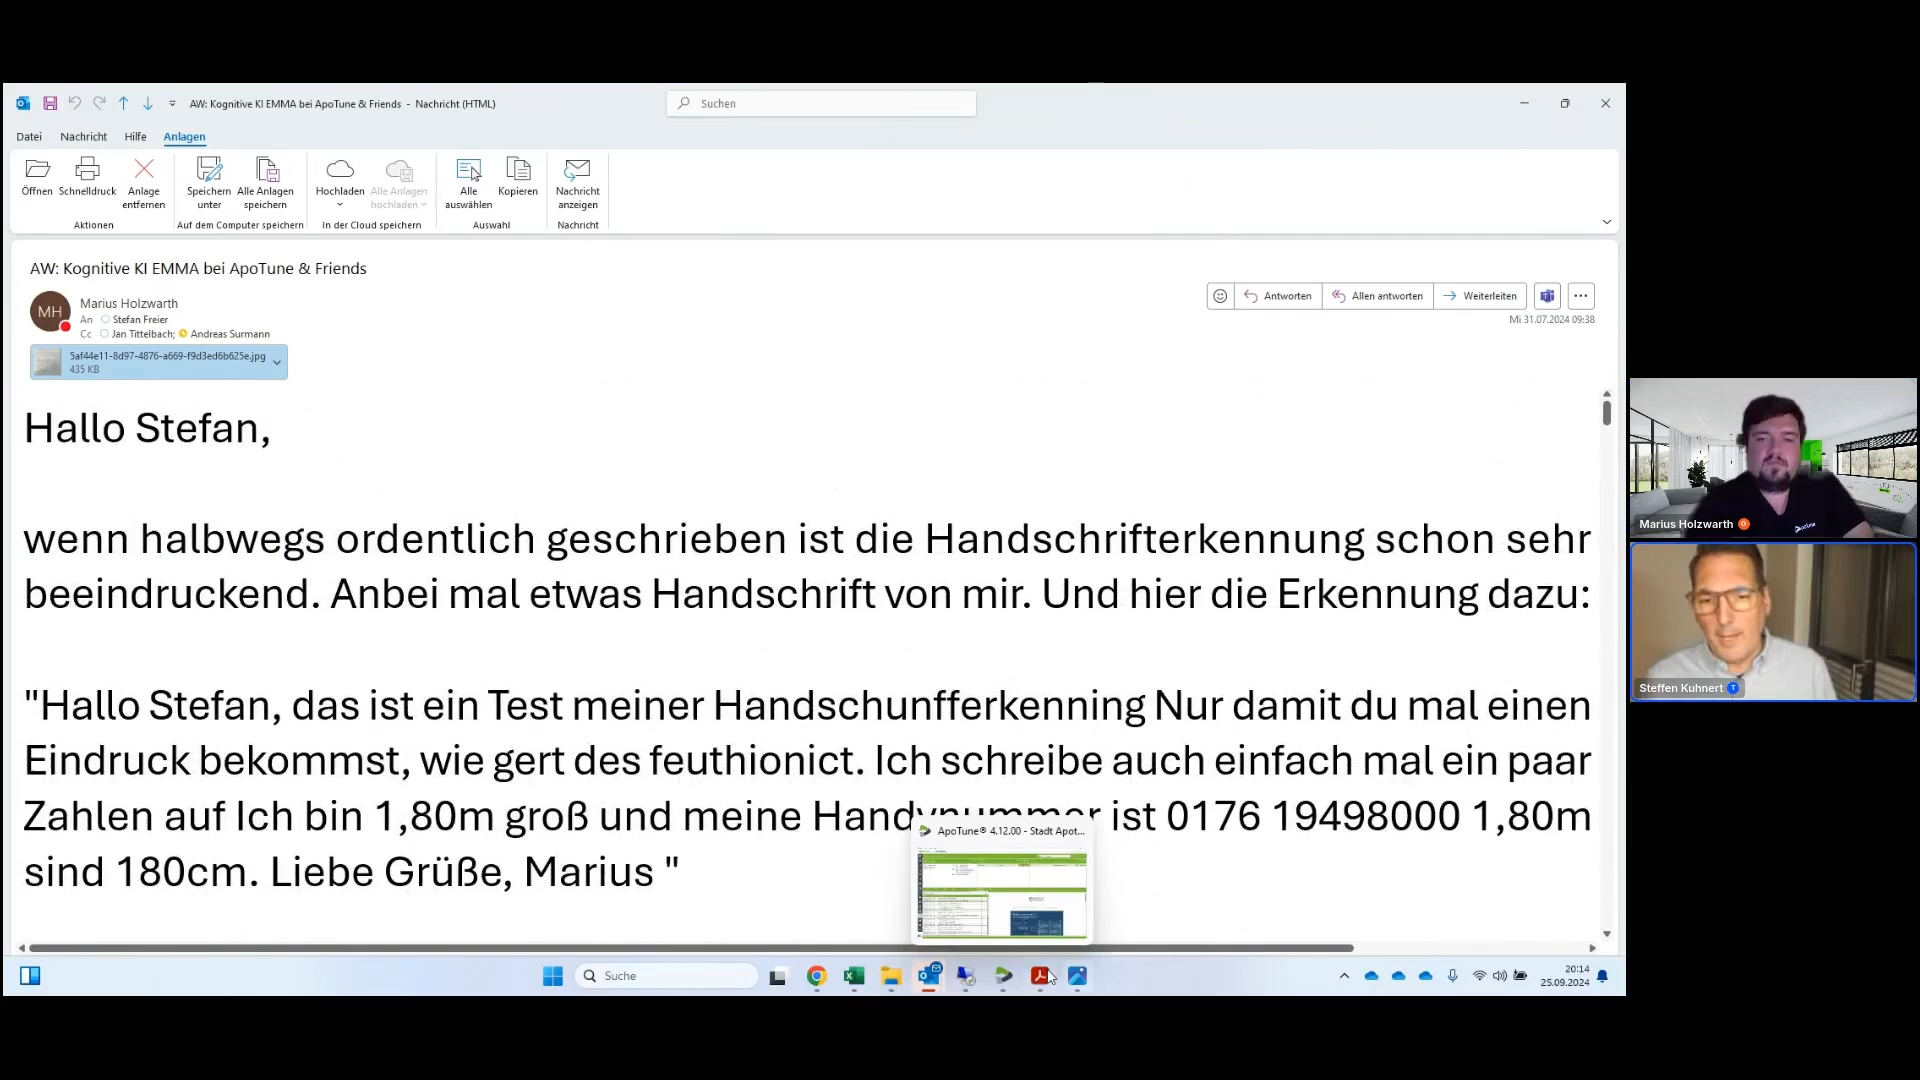 AW: Kognitive KI EMMA bei ApoTune & Friends - Nachricht (HTML)
Suchen
Datei Nachricht Hilfe Anlagen
Öffnen Schnelldruck Anlage entfernen Speichern unter Alle Anlagen speichern Hochladen Alle Anlagen hochladen Alle auswählen Kopieren Nachricht anzeigen
Aktionen Auf dem Computer speichern In der Cloud speichern Auswahl Nachricht
AW: Kognitive KI EMMA bei ApoTune & Friends
MH
Marius Holzwarth
An Stefan Freier
Cc Jan Tittelbach; Andreas Surmann
Antworten Allen antworten Weiterleiten
Mi 31.07.2024 09:38
5af44e11-8d97-4876-a669-f9d3ed6b625e.jpg
435 KB
Hallo Stefan,
wenn halbwegs ordentlich geschrieben ist die Handschrifterkennung schon sehr
beeindruckend. Anbei mal etwas Handschrift von mir. Und hier die Erkennung dazu:
"Hallo Stefan, das ist ein Test meiner Handschunfferkenning Nur damit du mal einen
Eindruck bekommst, wie gert des feuthionict. Ich schreibe auch einfach mal ein paar
Zahlen auf Ich bin 1,80m groß und meine Handynummer ist 0176 19498000 1,80m
sind 180cm. Liebe Grüße, Marius "
ApoTune® 4.12.00 - Stadt Apot...
Suche
20:14
25.09.2024
Marius Holzwarth
Steffen Kuhnert